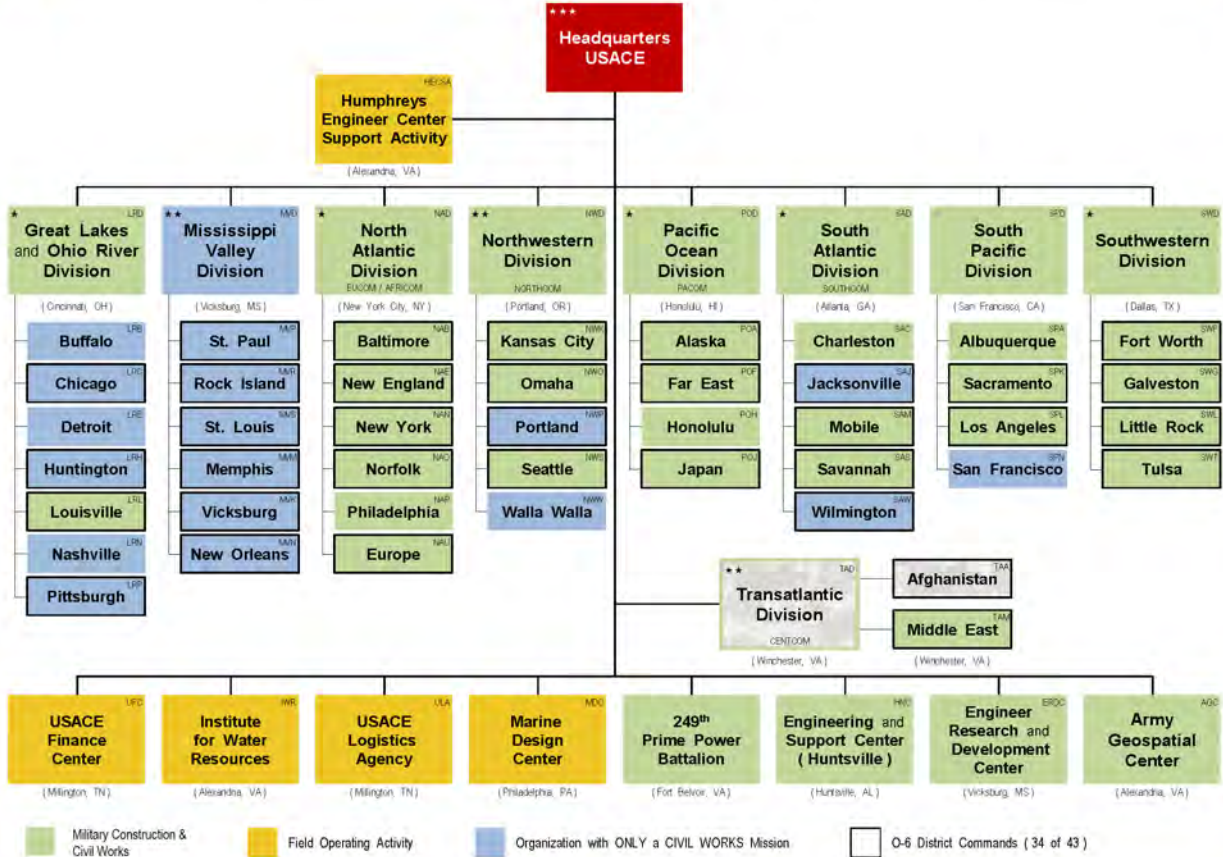 ★★★
Headquarters
USACE
HECSA
Humphreys
Engineer Center
Support Activity
(Alexandria, VA)
★ LRD
Great Lakes
and Ohio River
Division
(Cincinnati, OH)
LRB
Buffalo
LRC
Chicago
LRE
Detroit
LRH
Huntington
LRL
Louisville
LRN
Nashville
LRP
Pittsburgh
★★ MVD
Mississippi
Valley
Division
(Vicksburg, MS)
MVP
St. Paul
MVR
Rock Island
MVS
St. Louis
MVM
Memphis
MVK
Vicksburg
MVN
New Orleans
★ NAD
North
Atlantic
Division
EUCOM / AFRICOM
(New York City, NY)
NAB
Baltimore
NAE
New England
NAN
New York
NAO
Norfolk
NAP
Philadelphia
NAU
Europe
★★ NWD
Northwestern
Division
NORTHCOM
(Portland, OR)
NWK
Kansas City
NWO
Omaha
NWP
Portland
NWS
Seattle
NWW
Walla Walla
★ POD
Pacific
Ocean
Division
PACOM
(Honolulu, HI)
POA
Alaska
POF
Far East
POH
Honolulu
POJ
Japan
★ SAD
South
Atlantic
Division
SOUTHCOM
(Atlanta, GA)
SAC
Charleston
SAJ
Jacksonville
SAM
Mobile
SAS
Savannah
SAW
Wilmington
SPD
South
Pacific
Division
(San Francisco, CA)
SPA
Albuquerque
SPK
Sacramento
SPL
Los Angeles
SPN
San Francisco
★ SWD
Southwestern
Division
(Dallas, TX)
SWF
Fort Worth
SWG
Galveston
SWL
Little Rock
SWT
Tulsa
★★ TAD
Transatlantic
Division
CENTCOM
(Winchester, VA)
TAA
Afghanistan
TAM
Middle East
(Winchester, VA)
UFC
USACE
Finance
Center
(Millington, TN)
IWR
Institute
for Water
Resources
(Alexandria, VA)
ULA
USACE
Logistics
Agency
(Millington, TN)
MDC
Marine
Design
Center
(Philadelphia, PA)
249th
Prime Power
Battalion
(Fort Belvoir, VA)
HNC
Engineering and
Support Center
(Huntsville)
(Huntsville, AL)
ERDC
Engineer
Research and
Development
Center
(Vicksburg, MS)
AGC
Army
Geospatial
Center
(Alexandria, VA)
Military Construction &
Civil Works
Field Operating Activity
Organization with ONLY a CIVIL WORKS Mission
O-6 District Commands (34 of 43)